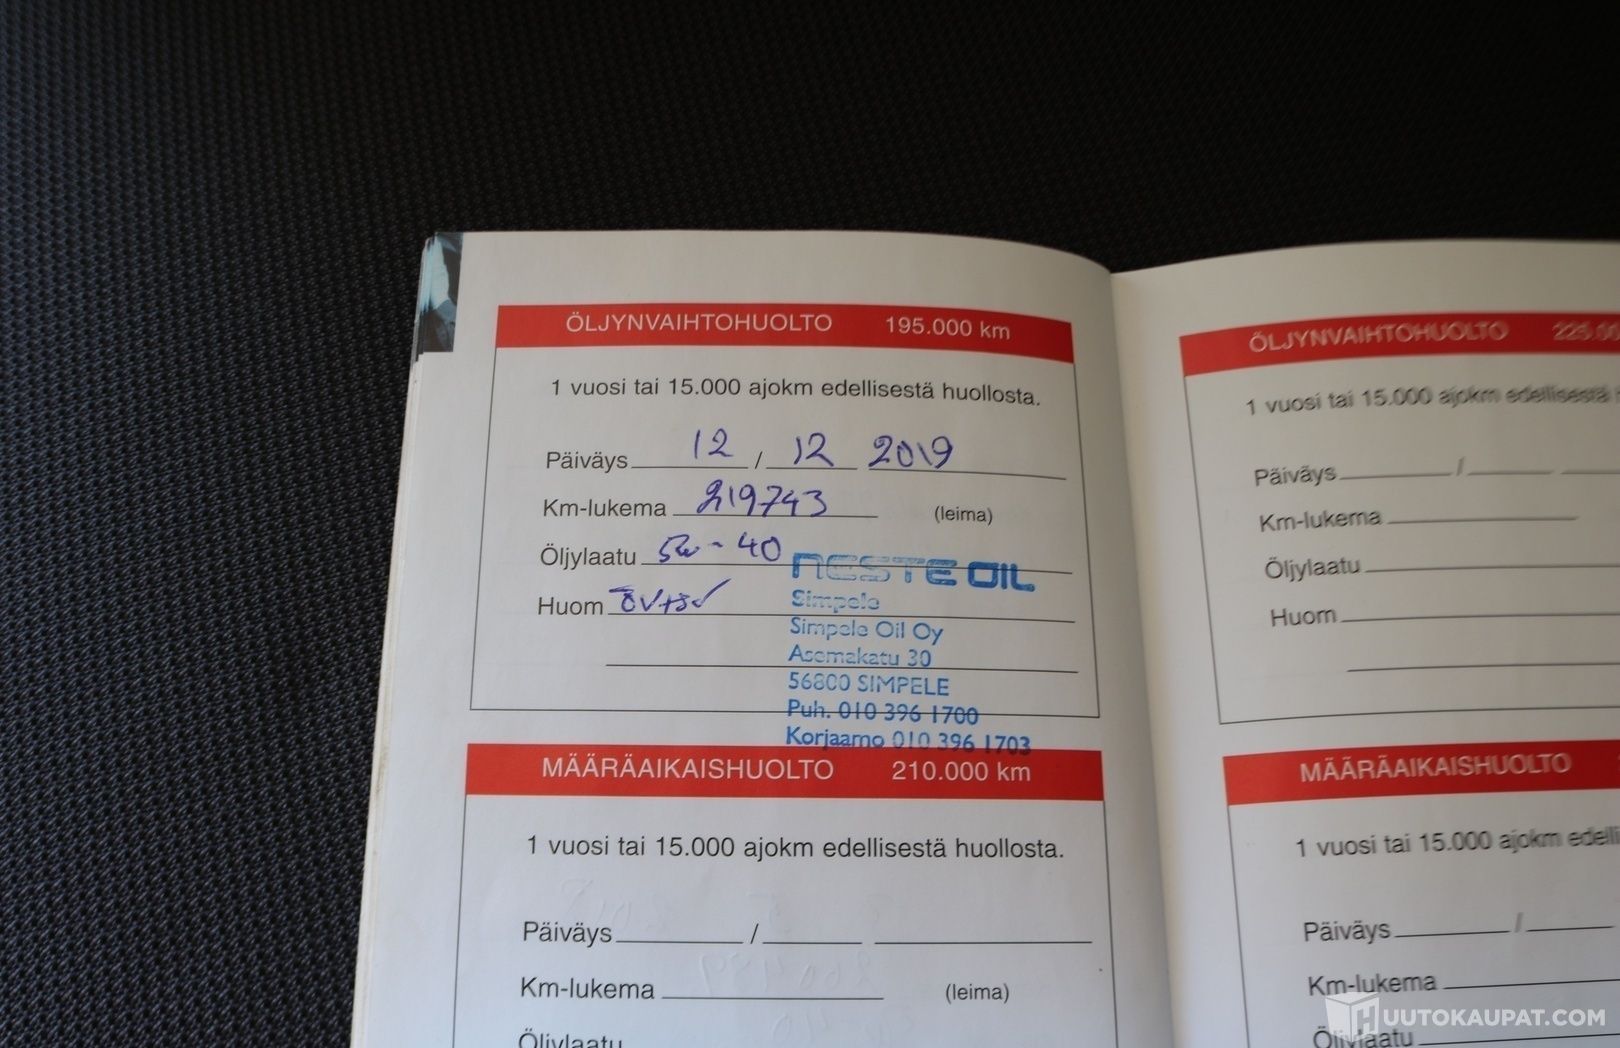 ÖLJYNVAIHTOHUOLTO 195.000 km
1 vuosi tai 15.000 ajokm edellisestä huollosta.
Päiväys 12 / 12 2019
Km-lukema 219743 (leima)
Öljylaatu 5w-40
Huom
NESTE OIL
Simpele
Simpele Oil Oy
Asemakatu 30
56800 SIMPELE
Puh. 010 396 1700
Korjaamo 010 396 1703
MÄÄRÄAIKAISHUOLTO 210.000 km
1 vuosi tai 15.000 ajokm edellisestä huollosta.
Päiväys /
Km-lukema (leima)
Öljylaatu
ÖLJYNVAIHTOHUOLTO
1 vuosi tai 15.000 ajokm edellisestä
Päiväys /
Km-lukema
Öljylaatu
Huom
MÄÄRÄAIKAISHUOLTO
1 vuosi tai 15.000 ajokm
Päiväys /
Km-lukema
Öljylaatu
HUUTOKAUPAT.COM